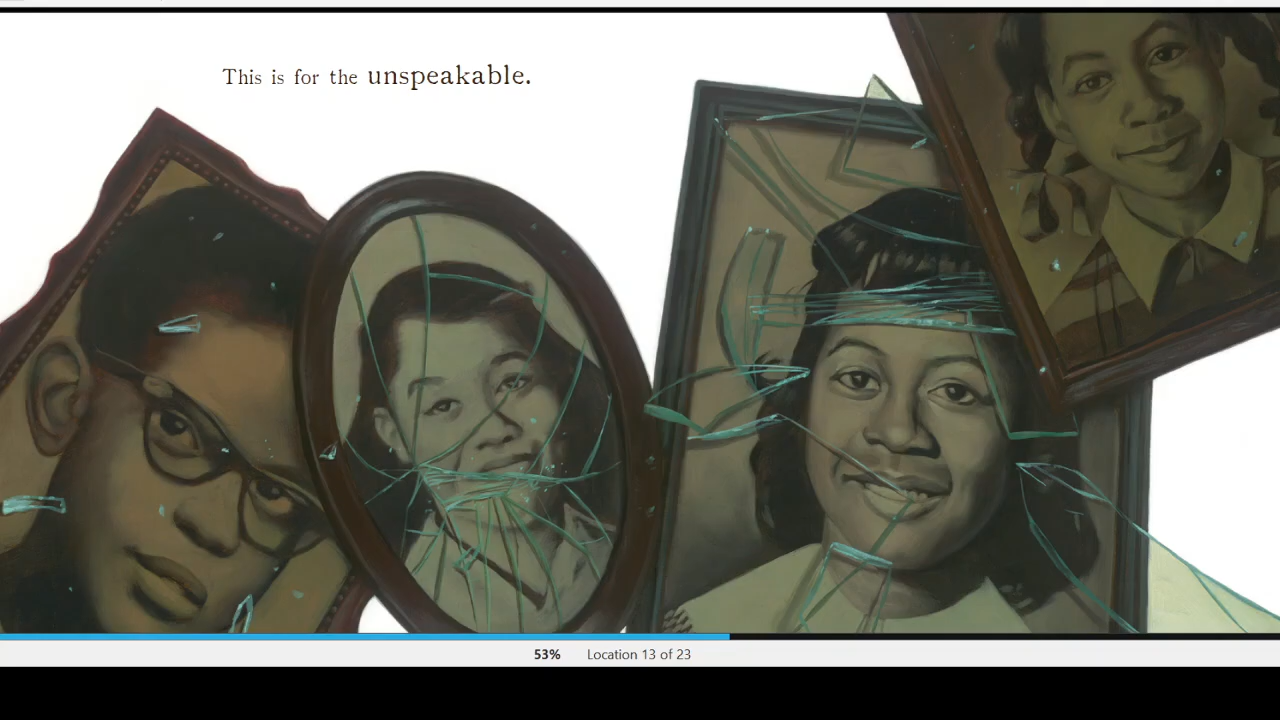 This is for the unspeakable.
53% Location 13 of 23